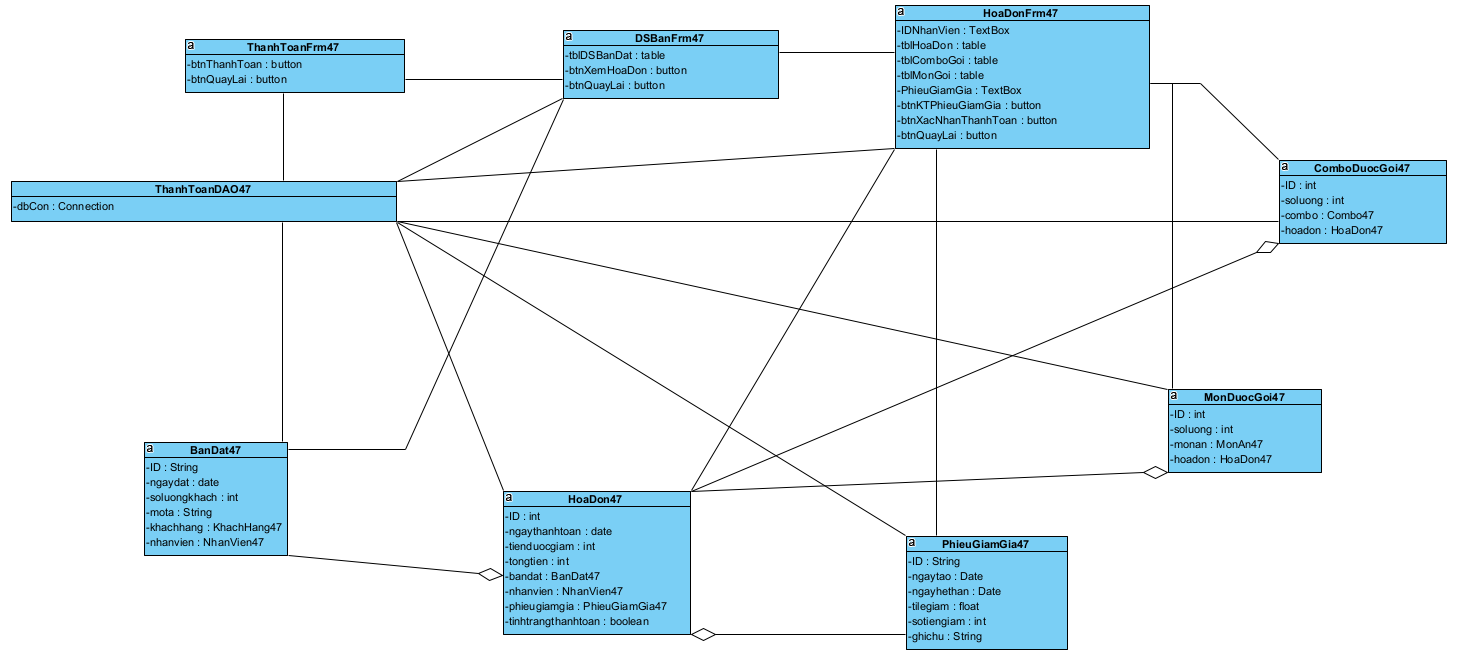 a
ThanhToanFrm47
-btnThanhToan : button
-btnQuayLai : button
a
DSBanFrm47
-tblDSBanDat : table
-btnXemHoaDon : button
-btnQuayLai : button
a
HoaDonFrm47
-IDNhanVien : TextBox
-tblHoaDon : table
-tblComboGoi : table
-tblMonGoi : table
-PhieuGiamGia : TextBox
-btnKTPhieuGiamGia : button
-btnXacNhanThanhToan : button
-btnQuayLai : button
a
ComboDuocGoi47
-ID : int
-soluong : int
-combo : Combo47
-hoadon : HoaDon47
ThanhToanDAO47
-dbCon : Connection
a
MonDuocGoi47
-ID : int
-soluong : int
-monan : MonAn47
-hoadon : HoaDon47
a
BanDat47
-ID : String
-ngaydat : date
-soluongkhach : int
-mota : String
-khachhang : KhachHang47
-nhanvien : NhanVien47
a
HoaDon47
-ID : int
-ngaythanhtoan : date
-tienduocgiam : int
-tongtien : int
-bandat : BanDat47
-nhanvien : NhanVien47
-phieugiamgia : PhieuGiamGia47
-tinhtrangthanhtoan : boolean
a
PhieuGiamGia47
-ID : String
-ngaytao : Date
-ngayhethan : Date
-tilegiam : float
-sotiengiam : int
-ghichu : String